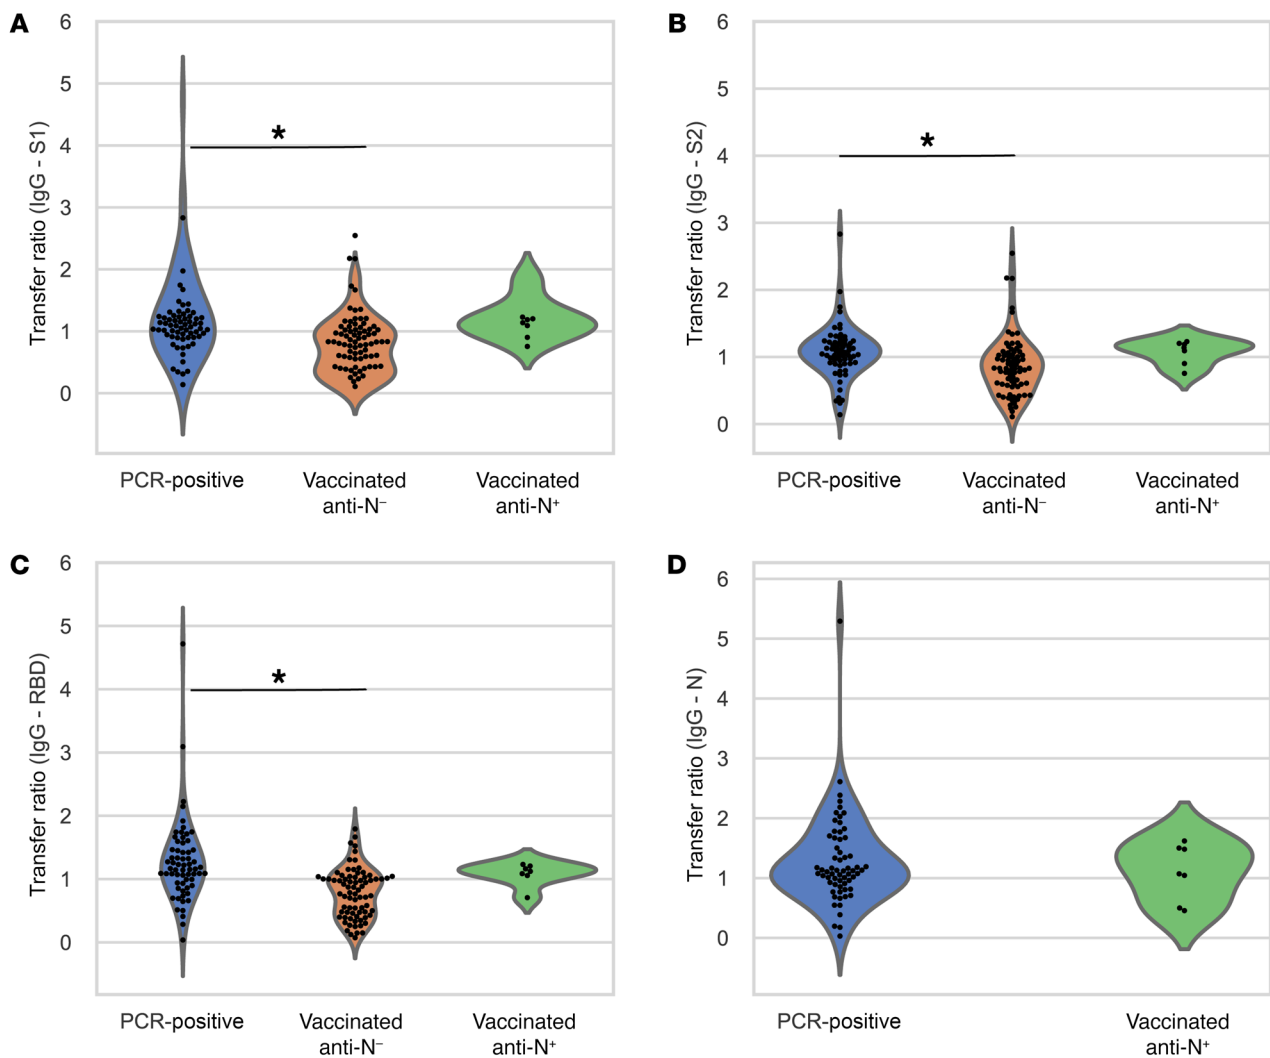 A
Transfer ratio (IgG - S1)
6
5
4
3
2
1
0
*
PCR-positive
Vaccinated
anti-N⁻
Vaccinated
anti-N⁺
B
Transfer ratio (IgG - S2)
6
5
4
3
2
1
0
*
PCR-positive
Vaccinated
anti-N⁻
Vaccinated
anti-N⁺
C
Transfer ratio (IgG - RBD)
6
5
4
3
2
1
0
*
PCR-positive
Vaccinated
anti-N⁻
Vaccinated
anti-N⁺
D
Transfer ratio (IgG - N)
6
5
4
3
2
1
0
PCR-positive
Vaccinated
anti-N⁺